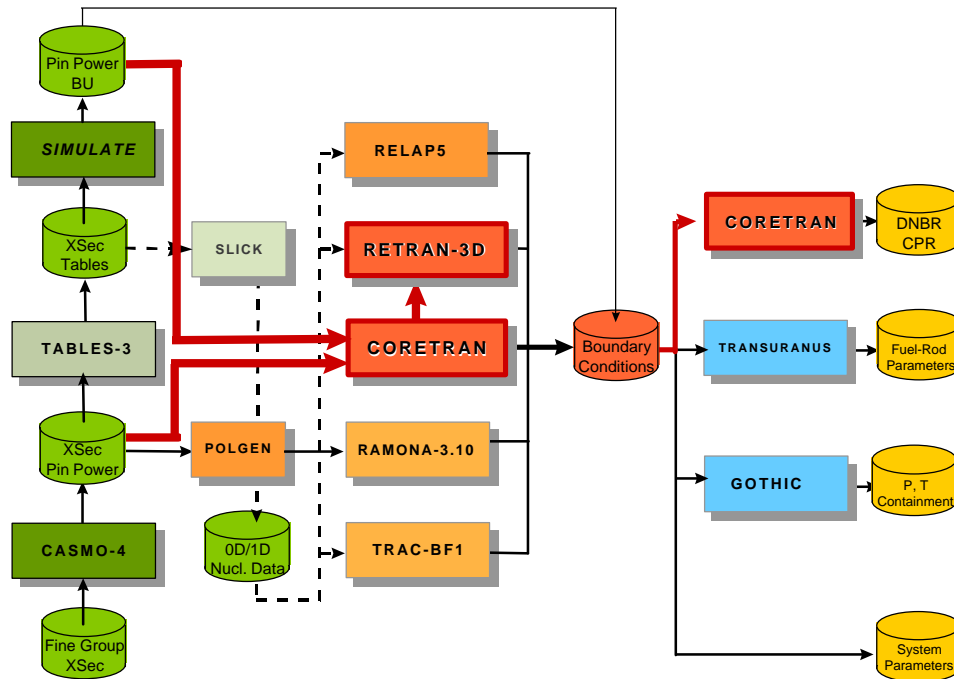 Pin Power
BU
SIMULATE
XSec
Tables
TABLES-3
XSec
Pin Power
CASMO-4
Fine Group
XSec
SLICK
POLGEN
0D/1D
Nucl. Data
RELAP5
RETRAN-3D
CORETRAN
RAMONA-3.10
TRAC-BF1
Boundary
Conditions
CORETRAN
TRANSURANUS
GOTHIC
DNBR
CPR
Fuel-Rod
Parameters
P, T
Containment
System
Parameters